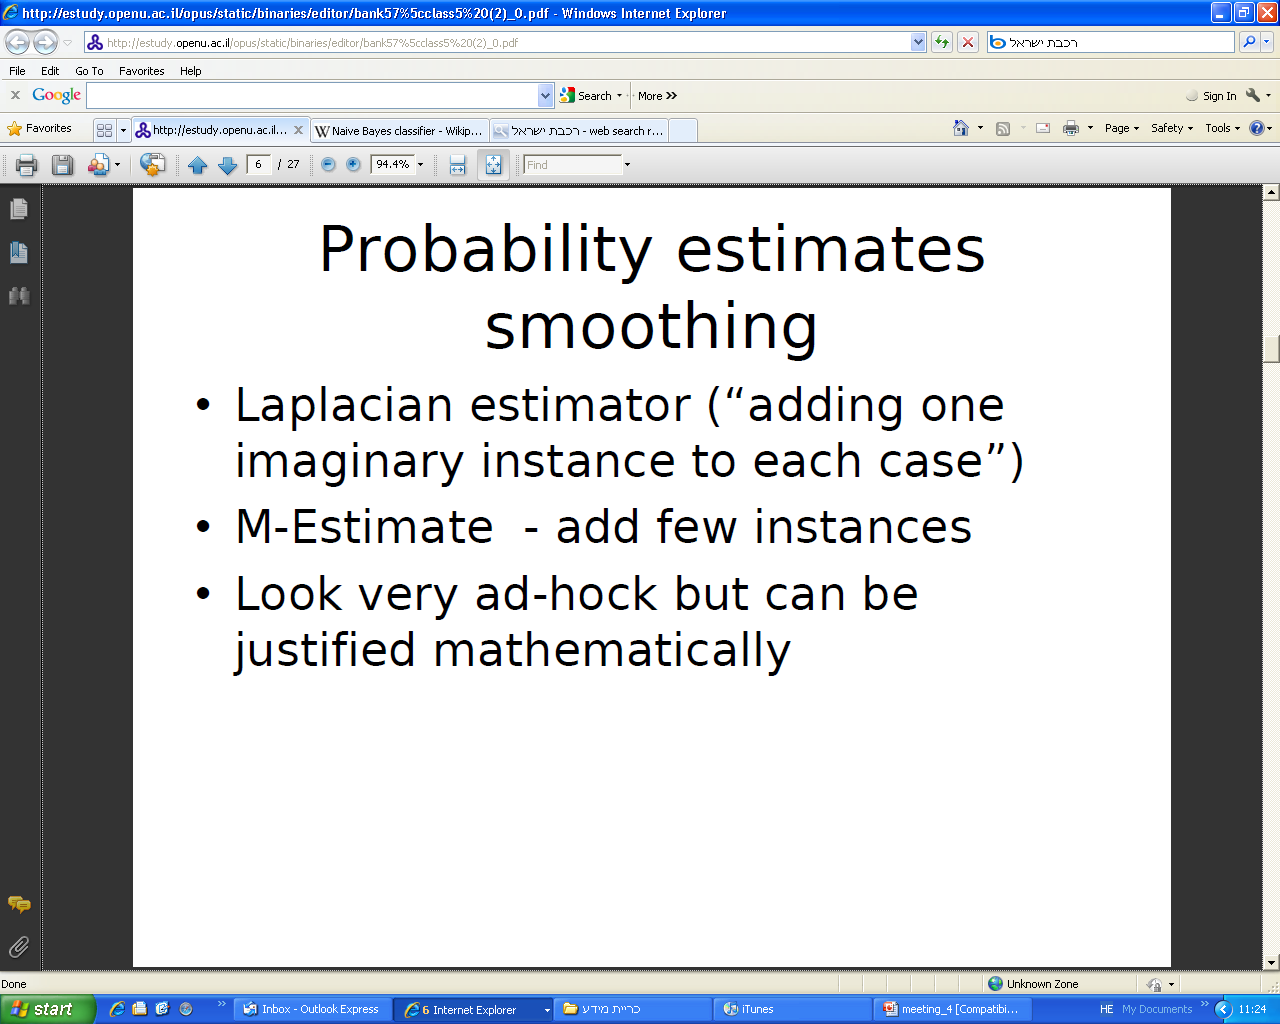 http://estudy.openu.ac.il/opus/static/binaries/editor/bank57%5cclass5%20(2)_0.pdf - Windows Internet Explorer
http://estudy.openu.ac.il/opus/static/binaries/editor/bank57%5cclass5%20(2)_0.pdf
רכבת ישראל
File Edit Go To Favorites Help
x Google Search More >> Sign In
Favorites http://estudy.openu.ac.il... Naive Bayes classifier - Wikip... רכבת ישראל - web search r... Page Safety Tools
6 / 27 94.4% Find
Probability estimates
smoothing
• Laplacian estimator (“adding one
imaginary instance to each case”)
• M-Estimate - add few instances
• Look very ad-hock but can be
justified mathematically
Done Unknown Zone
start Inbox - Outlook Express 6 Internet Explorer כריית מידע iTunes meeting_4 [Compatibi... HE My Documents 11:24